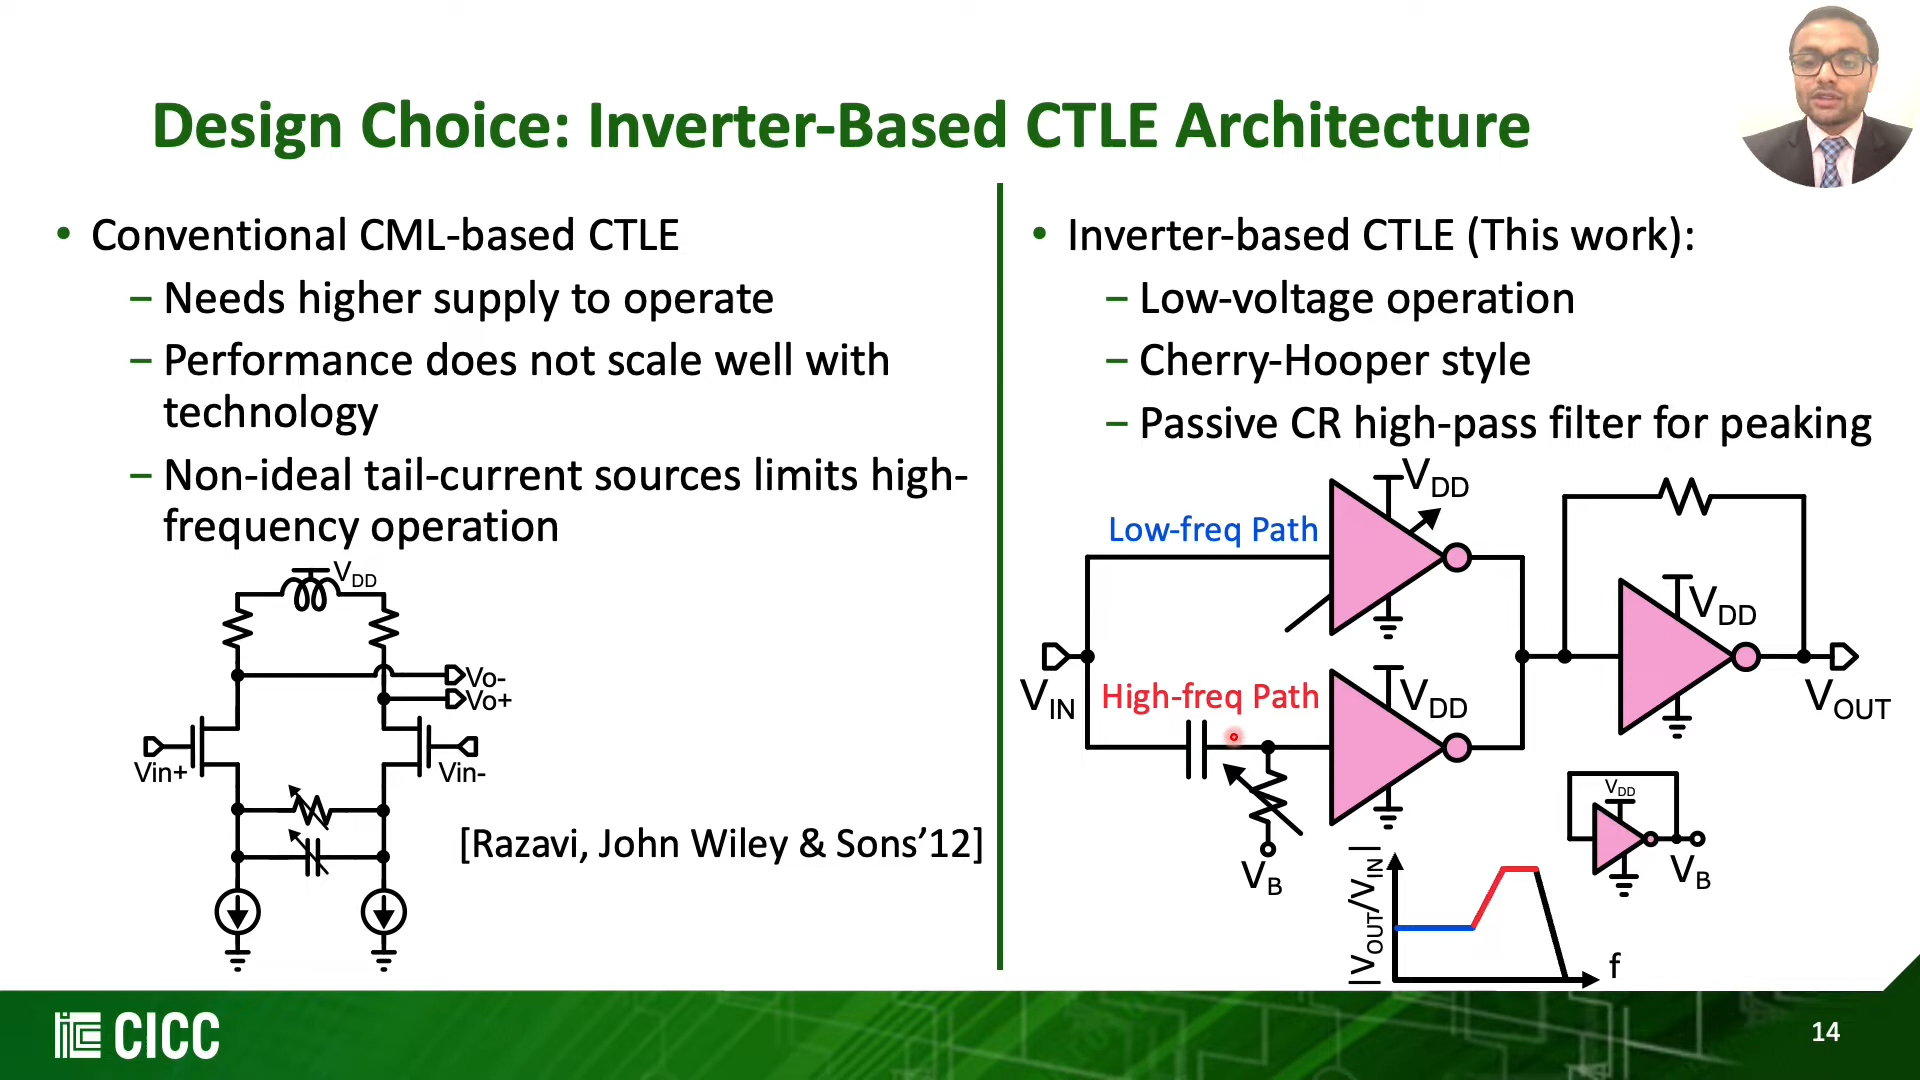 Design Choice: Inverter-Based CTLE Architecture
• Conventional CML-based CTLE
– Needs higher supply to operate
– Performance does not scale well with
technology
– Non-ideal tail-current sources limits high-
frequency operation
VDD
Vo-
Vo+
Vin+
Vin-
[Razavi, John Wiley & Sons’12]
• Inverter-based CTLE (This work):
– Low-voltage operation
– Cherry-Hooper style
– Passive CR high-pass filter for peaking
VDD
Low-freq Path
VDD
VIN
High-freq Path
VDD
VOUT
VB
VDD
VB
|VOUT/VIN|
f
CICC
14